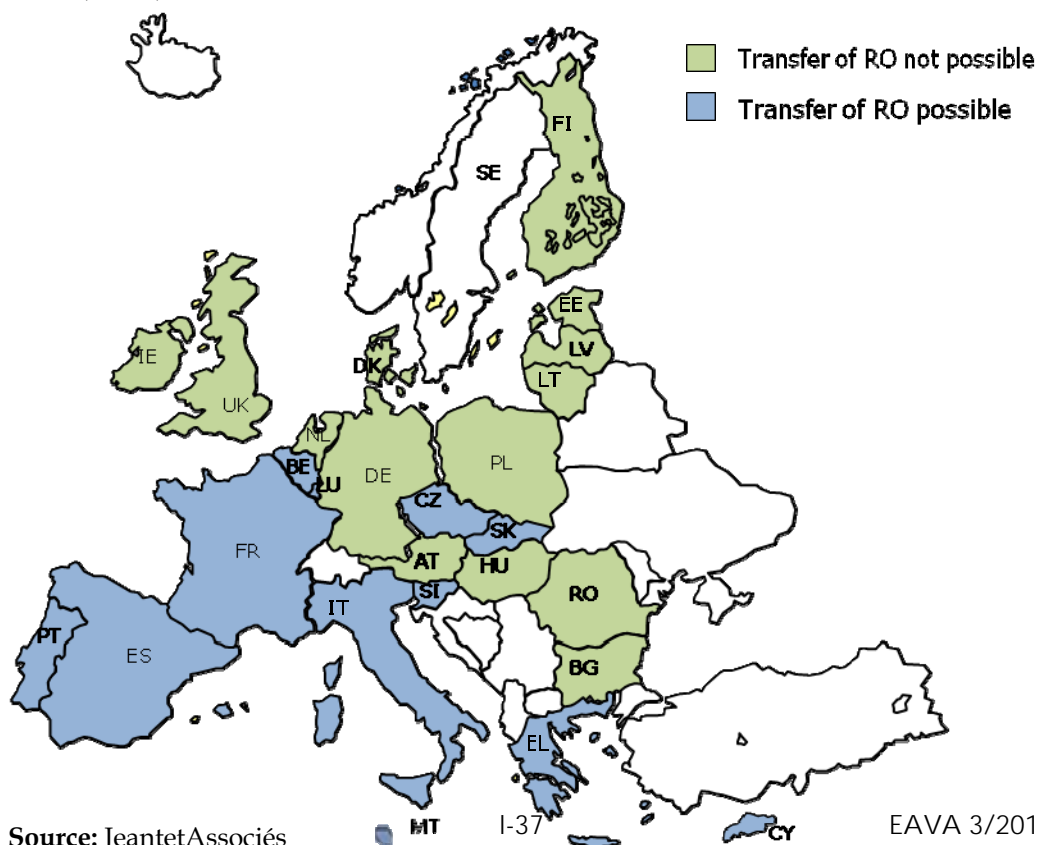 Transfer of RO not possible
Transfer of RO possible
FI
SE
EE
LV
LT
DK
IE
UK
NL
BE
LU
DE
PL
CZ
SK
FR
AT
HU
SI
RO
IT
PT
ES
BG
EL
MT
CY
Source: JeantetAssociés
I-37
EAVA 3/201